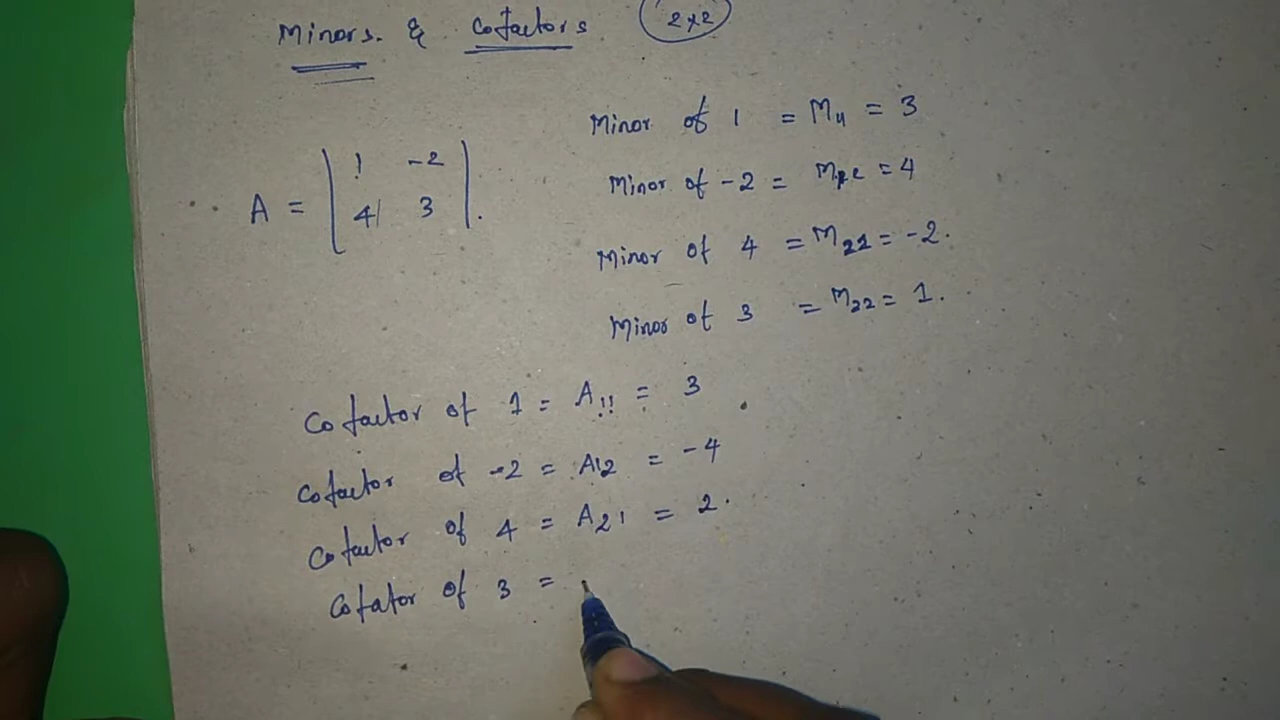 Minors. & Cofactors 2x2
A = | 1 -2 |
| 4 3 | .
Minor of 1 = M11 = 3
Minor of -2 = M12 = 4
Minor of 4 = M21 = -2.
Minor of 3 = M22 = 1.
Cofactor of 1 = A11 = 3
Cofactor of -2 = A12 = -4
Cofactor of 4 = A21 = 2.
Cofator of 3 =